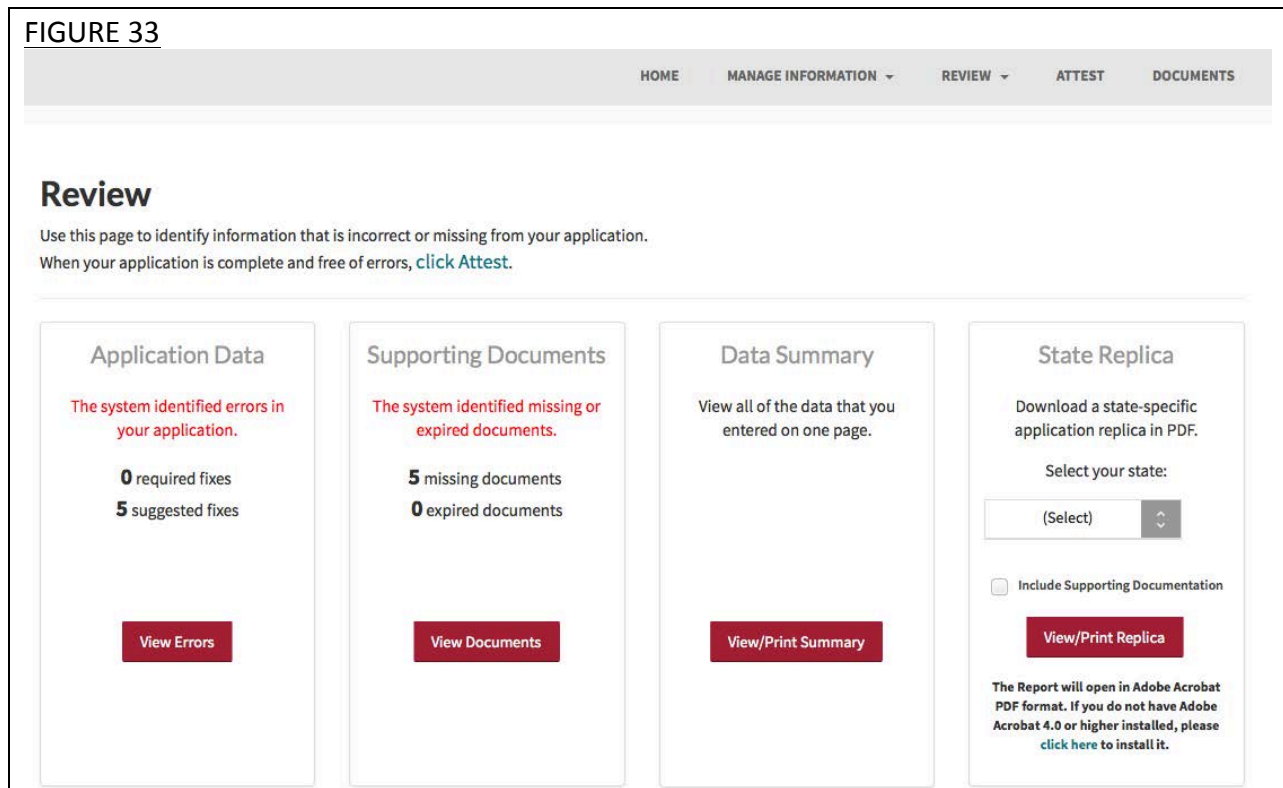 FIGURE 33
HOME MANAGE INFORMATION REVIEW ATTEST DOCUMENTS
Review
Use this page to identify information that is incorrect or missing from your application.
When your application is complete and free of errors, click Attest.
Application Data
The system identified errors in
your application.
0 required fixes
5 suggested fixes
View Errors
Supporting Documents
The system identified missing or
expired documents.
5 missing documents
0 expired documents
View Documents
Data Summary
View all of the data that you
entered on one page.
View/Print Summary
State Replica
Download a state-specific
application replica in PDF.
Select your state:
(Select)
Include Supporting Documentation
View/Print Replica
The Report will open in Adobe Acrobat
PDF format. If you do not have Adobe
Acrobat 4.0 or higher installed, please
click here to install it.